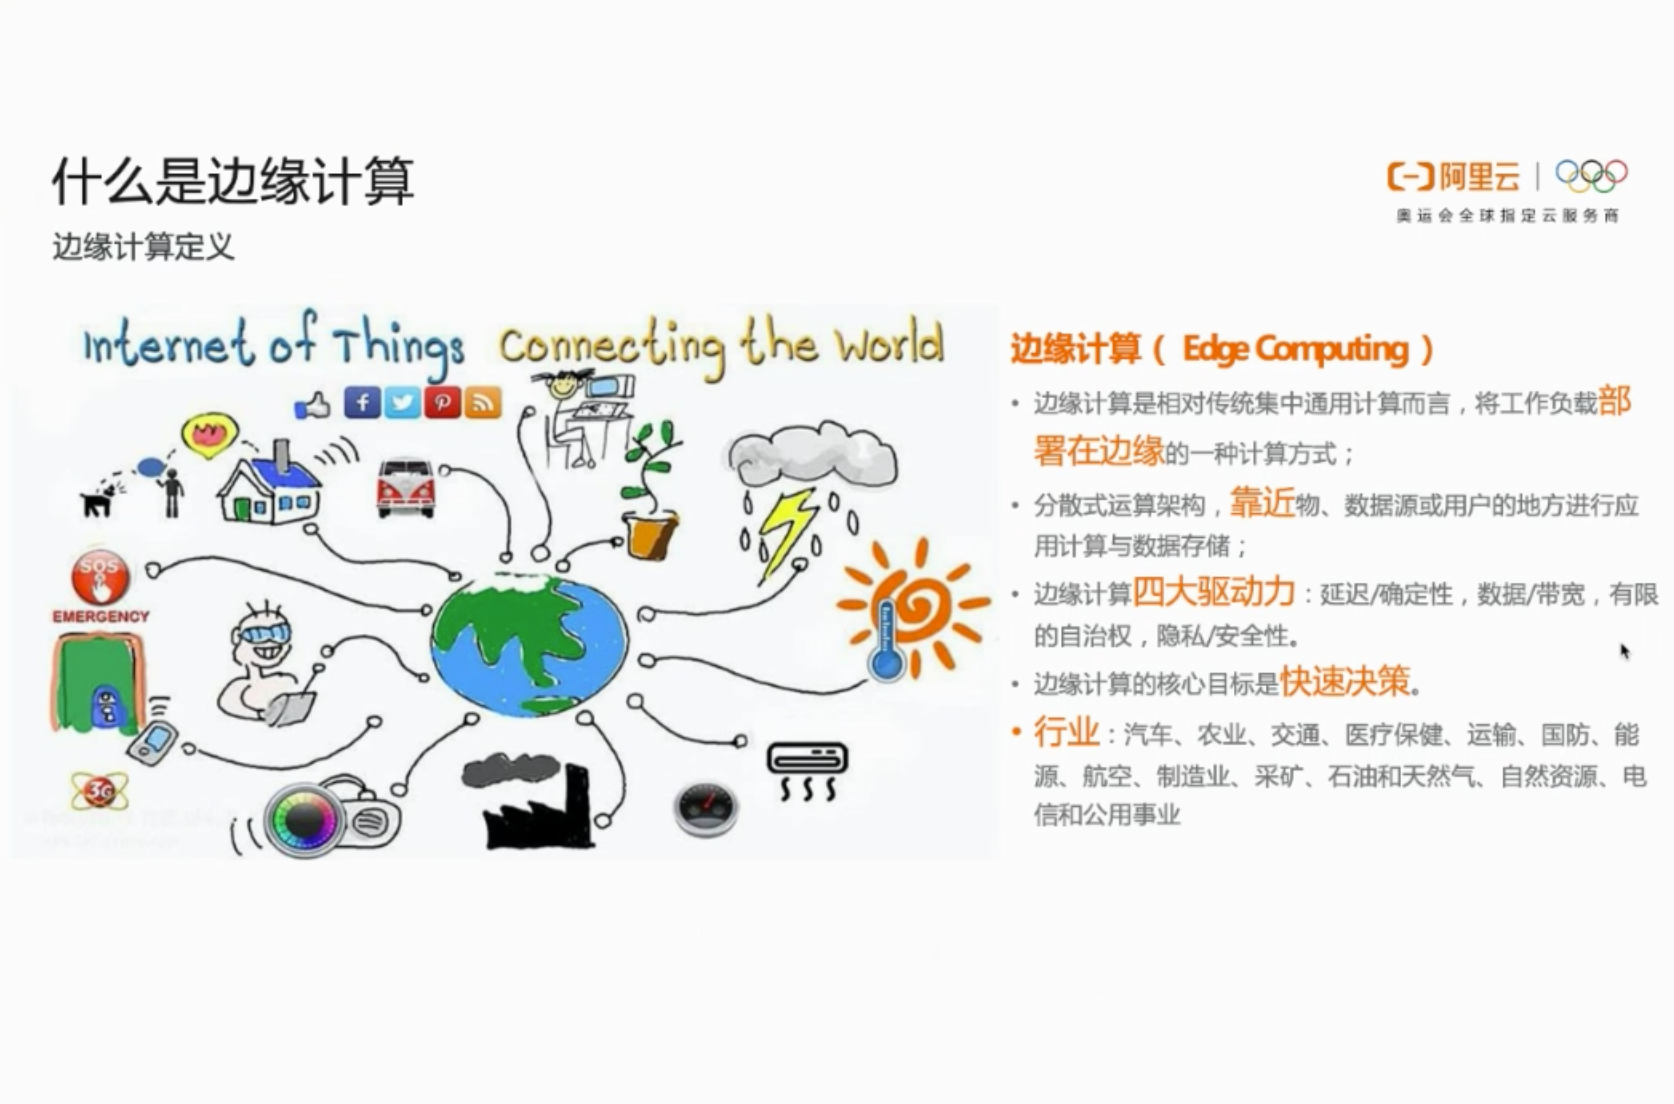 什么是边缘计算
边缘计算定义
阿里云
奥运会全球指定云服务商
Internet of Things Connecting the World
SOS
EMERGENCY
3G
边缘计算（ Edge Computing ）
• 边缘计算是相对传统集中通用计算而言，将工作负载部
署在边缘的一种计算方式；
• 分散式运算架构，靠近物、数据源或用户的地方进行应
用计算与数据存储；
• 边缘计算四大驱动力：延迟/确定性，数据/带宽，有限
的自治权，隐私/安全性。
• 边缘计算的核心目标是快速决策。
• 行业：汽车、农业、交通、医疗保健、运输、国防、能
源、航空、制造业、采矿、石油和天然气、自然资源、电
信和公用事业